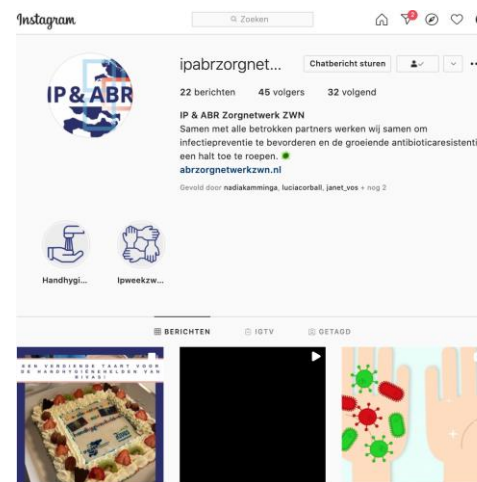 Instagram
Zoeken
2
IP & ABR
ipabrzorgnet...
Chatbericht sturen
22 berichten 45 volgers 32 volgend
IP & ABR Zorgnetwerk ZWN
Samen met alle betrokken partners werken wij samen om
infectiepreventie te bevorderen en de groeiende antibioticaresistenti
een halt toe te roepen.
abrzorgnetwerkzwn.nl
Gevolgd door nadiakamminga, luciacorball, janet_vos + nog 2
Handhygi...
Ipweekzw...
BERICHTEN
IGTV
GETAGD
EEN VERDIENDE TAART VOOR
DE HANDHYGIËNEHELDEN VAN
RIVAS!